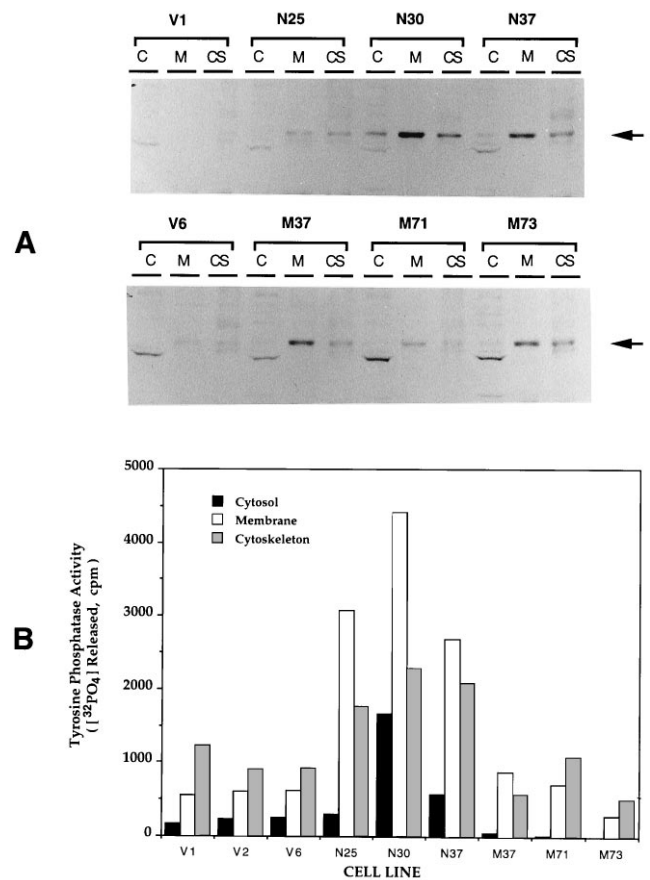 V1 N25 N30 N37
C M CS C M CS C M CS C M CS
A
V6 M37 M71 M73
C M CS C M CS C M CS C M CS
B
Tyrosine Phosphatase Activity
([³²PO₄] Released, cpm)
5000
4000
3000
2000
1000
0
Cytosol
Membrane
Cytoskeleton
V1 V2 V6 N25 N30 N37 M37 M71 M73
CELL LINE